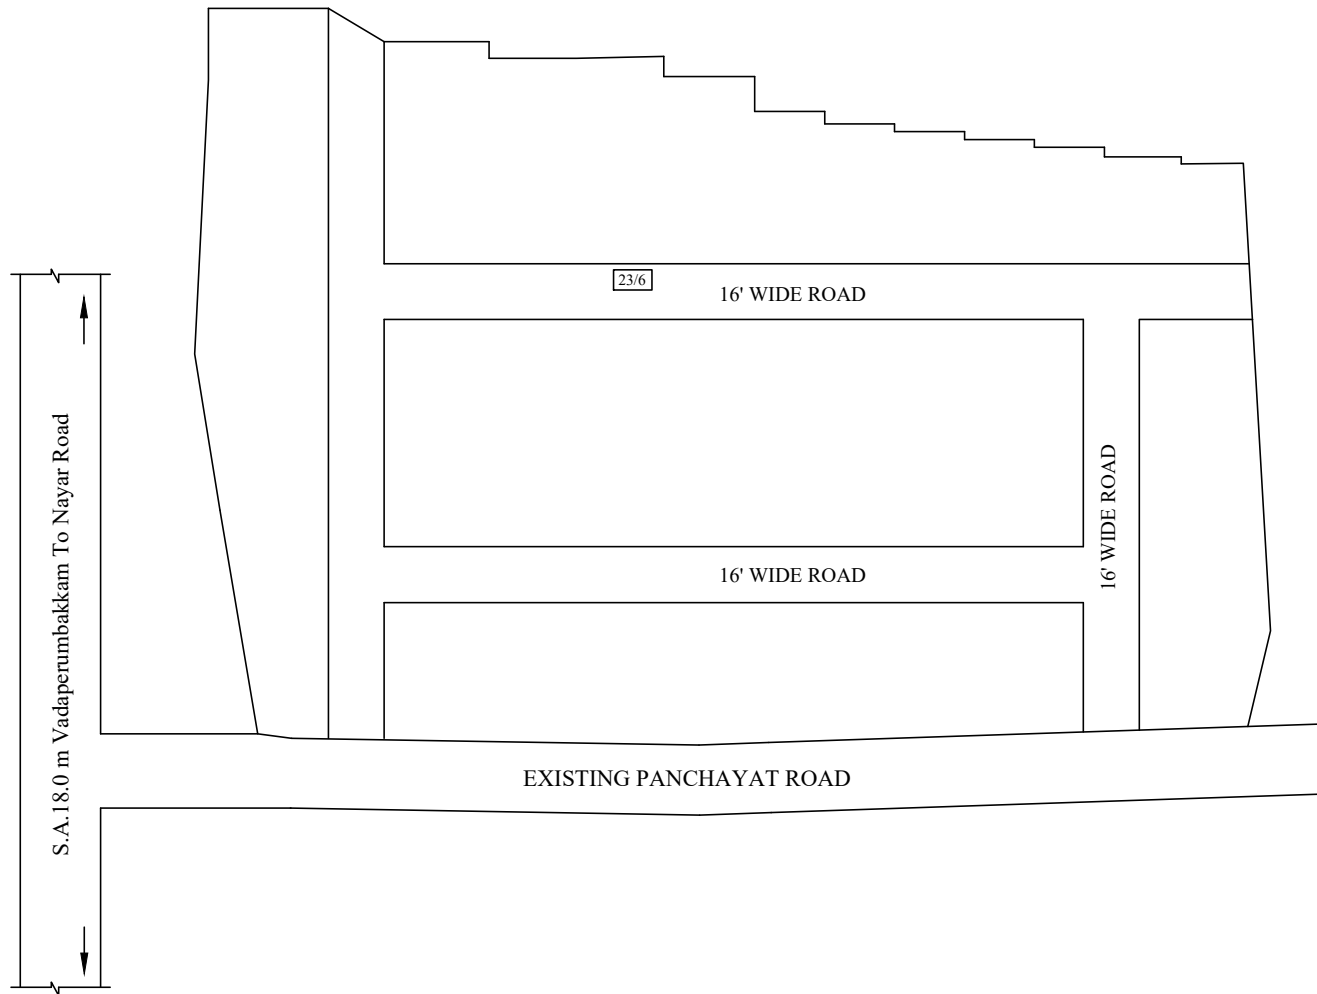 23/6
16' WIDE ROAD
S.A.18.0 m Vadaperumbakkam To Nayar Road
16' WIDE ROAD
16' WIDE ROAD
EXISTING PANCHAYAT ROAD